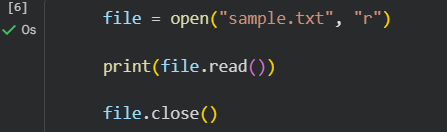 [6]
0s
file = open("sample.txt", "r")
print(file.read())
file.close()